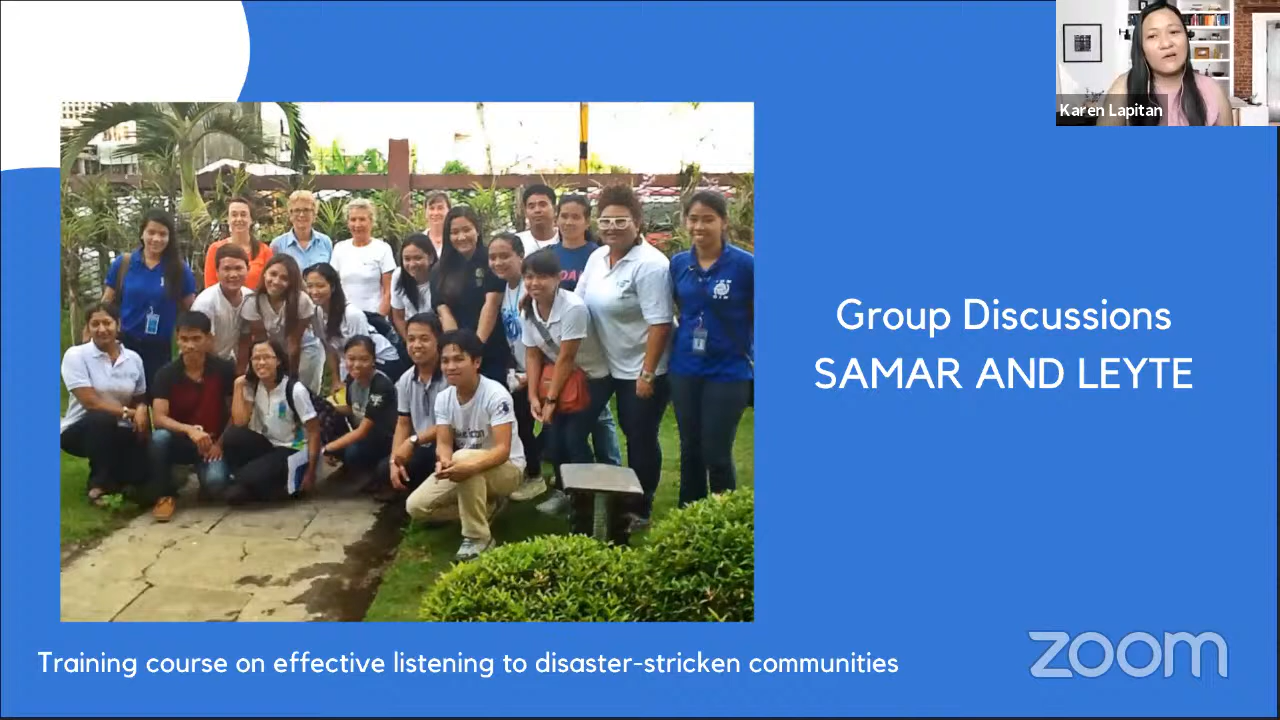 Karen Lapitan
Group Discussions
SAMAR AND LEYTE
Training course on effective listening to disaster-stricken communities
zoom